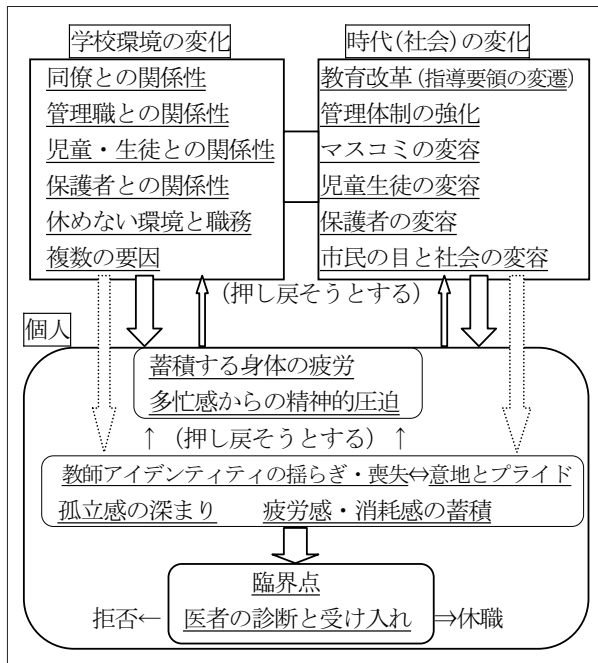 学校環境の変化
同僚との関係性
管理職との関係性
児童・生徒との関係性
保護者との関係性
休めない環境と職務
複数の要因
時代(社会)の変化
教育改革(指導要領の変遷)
管理体制の強化
マスコミの変容
児童生徒の変容
保護者の変容
市民の目と社会の変容
(押し戻そうとする)
個人
蓄積する身体の疲労
多忙感からの精神的圧迫
↑ (押し戻そうとする) ↑
教師アイデンティティの揺らぎ・喪失⇔意地とプライド
孤立感の深まり 疲労感・消耗感の蓄積
臨界点
拒否← 医者の診断と受け入れ ⇒休職